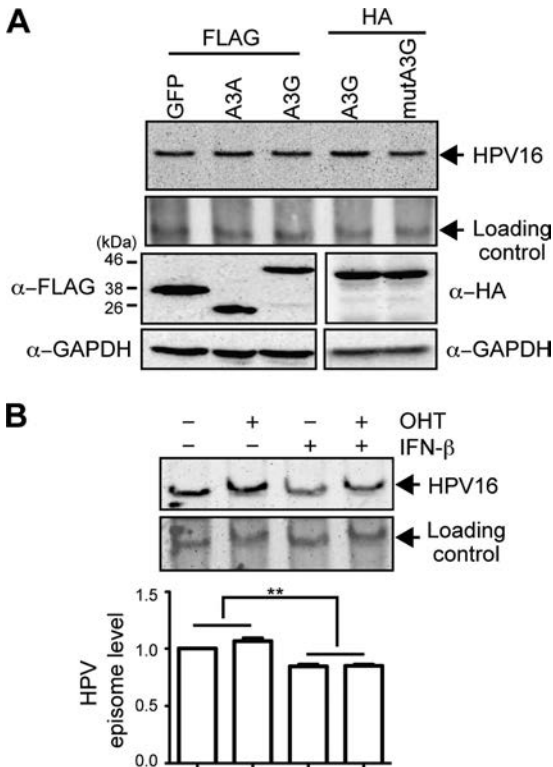 A
FLAG
HA
GFP
A3A
A3G
A3G
mutA3G
HPV16
Loading
control
(kDa)
46
38
26
α–FLAG
α–HA
α–GAPDH
α–GAPDH
B
– + – + OHT
– – + + IFN-β
HPV16
Loading
control
**
1.5
1.0
0.5
0.0
HPV
episome level